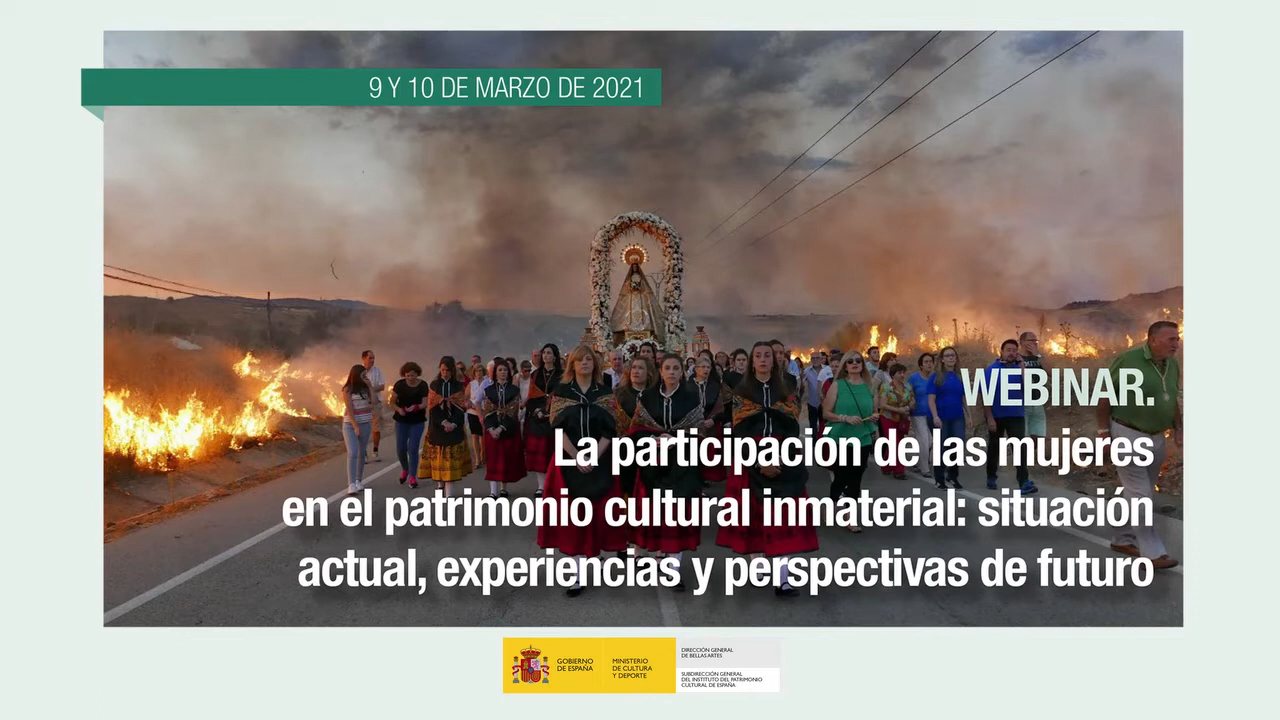 9 Y 10 DE MARZO DE 2021
WEBINAR.
La participación de las mujeres
en el patrimonio cultural inmaterial: situación
actual, experiencias y perspectivas de futuro
GOBIERNO
DE ESPAÑA
MINISTERIO
DE CULTURA
Y DEPORTE
DIRECCIÓN GENERAL
DE BELLAS ARTES
SUBDIRECCIÓN GENERAL
DEL INSTITUTO DEL PATRIMONIO
CULTURAL DE ESPAÑA